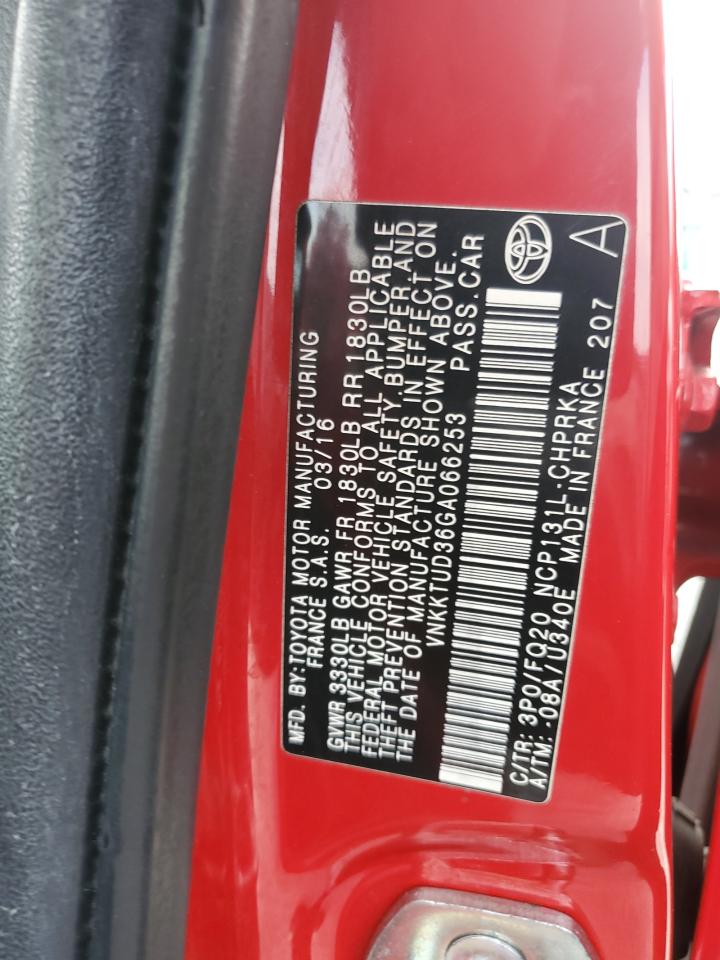 MFD. BY:TOYOTA MOTOR MANUFACTURING
FRANCE S.A.S. 03/16
GVWR 3330LB GAWR FR 1830LB RR 1830LB
THIS VEHICLE CONFORMS TO ALL APPLICABLE
FEDERAL MOTOR VEHICLE SAFETY,BUMPER,AND
THEFT PREVENTION STANDARDS IN EFFECT ON
THE DATE OF MANUFACTURE SHOWN ABOVE.
VNKKTUD36GA066253 PASS.CAR
C/TR: 3P0/FQ20 NCP131L-CHPRKA
A/TM: -08A/U340E MADE IN FRANCE 207 A